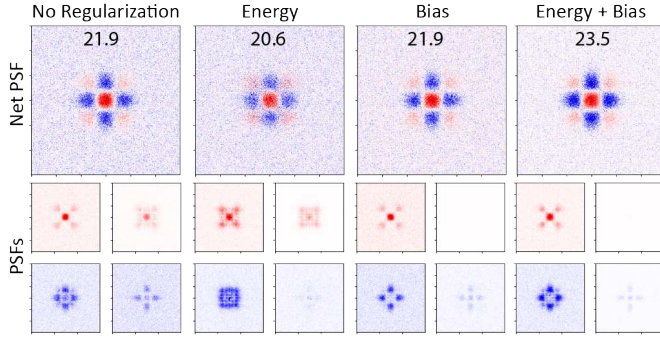 No Regularization Energy Bias Energy + Bias
Net PSF
21.9 20.6 21.9 23.5
PSFs